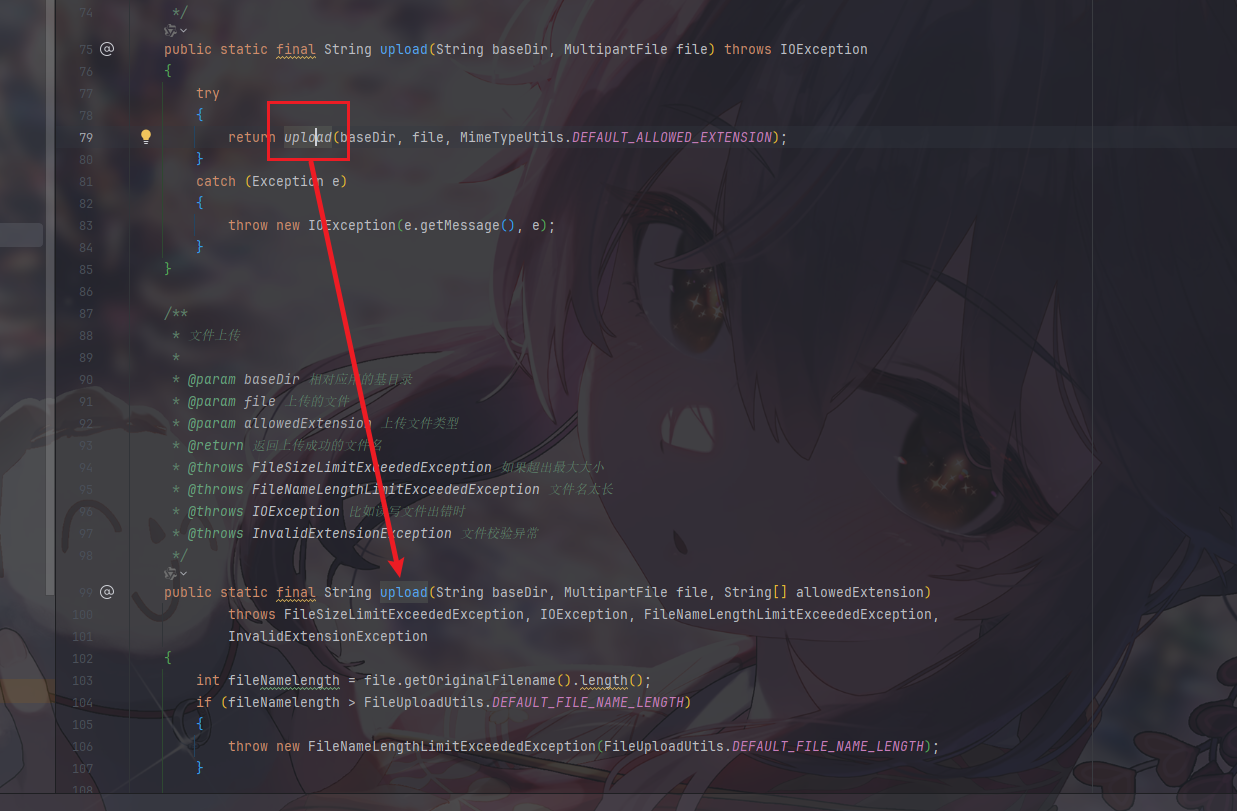 74 */
75 public static final String upload(String baseDir, MultipartFile file) throws IOException
76 {
77 try
78 {
79 return upload(baseDir, file, MimeTypeUtils.DEFAULT_ALLOWED_EXTENSION);
80 }
81 catch (Exception e)
82 {
83 throw new IOException(e.getMessage(), e);
84 }
85 }
86
87 /**
88 * 文件上传
89 *
90 * @param baseDir 相对应用的基目录
91 * @param file 上传的文件
92 * @param allowedExtension 上传文件类型
93 * @return 返回上传成功的文件名
94 * @throws FileSizeLimitExceededException 如果超出最大大小
95 * @throws FileNameLengthLimitExceededException 文件名太长
96 * @throws IOException 比如读写文件出错时
97 * @throws InvalidExtensionException 文件校验异常
98 */
99 public static final String upload(String baseDir, MultipartFile file, String[] allowedExtension)
100 throws FileSizeLimitExceededException, IOException, FileNameLengthLimitExceededException,
101 InvalidExtensionException
102 {
103 int fileNamelength = file.getOriginalFilename().length();
104 if (fileNamelength > FileUploadUtils.DEFAULT_FILE_NAME_LENGTH)
105 {
106 throw new FileNameLengthLimitExceededException(FileUploadUtils.DEFAULT_FILE_NAME_LENGTH);
107 }
108